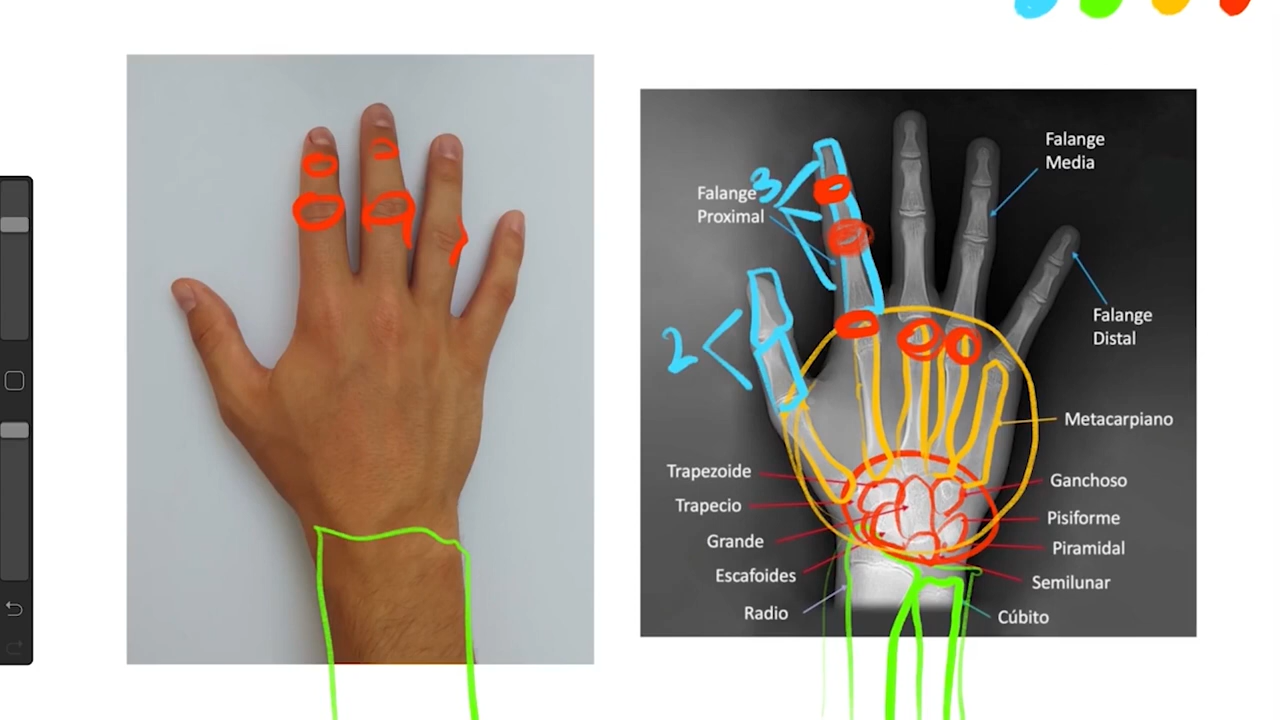 Falange
Media
Falange
Proximal
3
Falange
Distal
2
Metacarpiano
Trapezoide
Ganchoso
Trapecio
Pisiforme
Grande
Piramidal
Escafoides
Semilunar
Radio
Cúbito